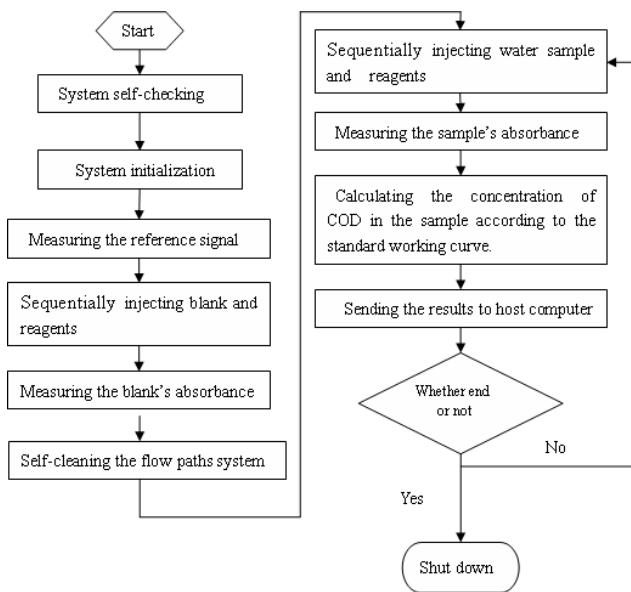 Start
System self-checking
System initialization
Measuring the reference signal
Sequentially injecting blank and
reagents
Measuring the blank's absorbance
Self-cleaning the flow paths system
Sequentially injecting water sample
and reagents
Measuring the sample's absorbance
Calculating the concentration of
COD in the sample according to the
standard working curve.
Sending the results to host computer
Whether end
or not
No
Yes
Shut down